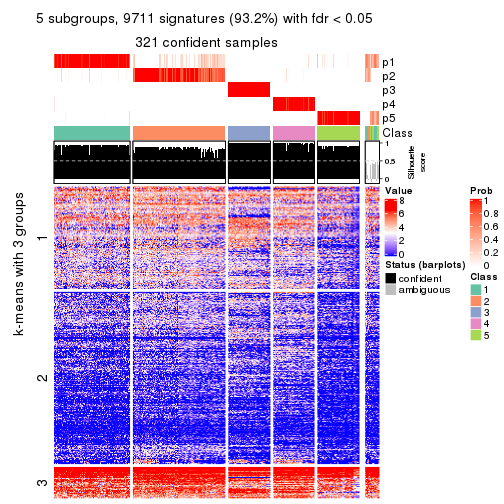 5 subgroups, 9711 signatures (93.2%) with fdr < 0.05
321 confident samples
p1
p2
p3
p4
p5
Class
1
0.5
0
Silhouette
score
k-means with 3 groups
1
2
3
Value
8
6
4
2
0
Status (barplots)
confident
ambiguous
Prob
1
0.8
0.6
0.4
0.2
0
Class
1
2
3
4
5